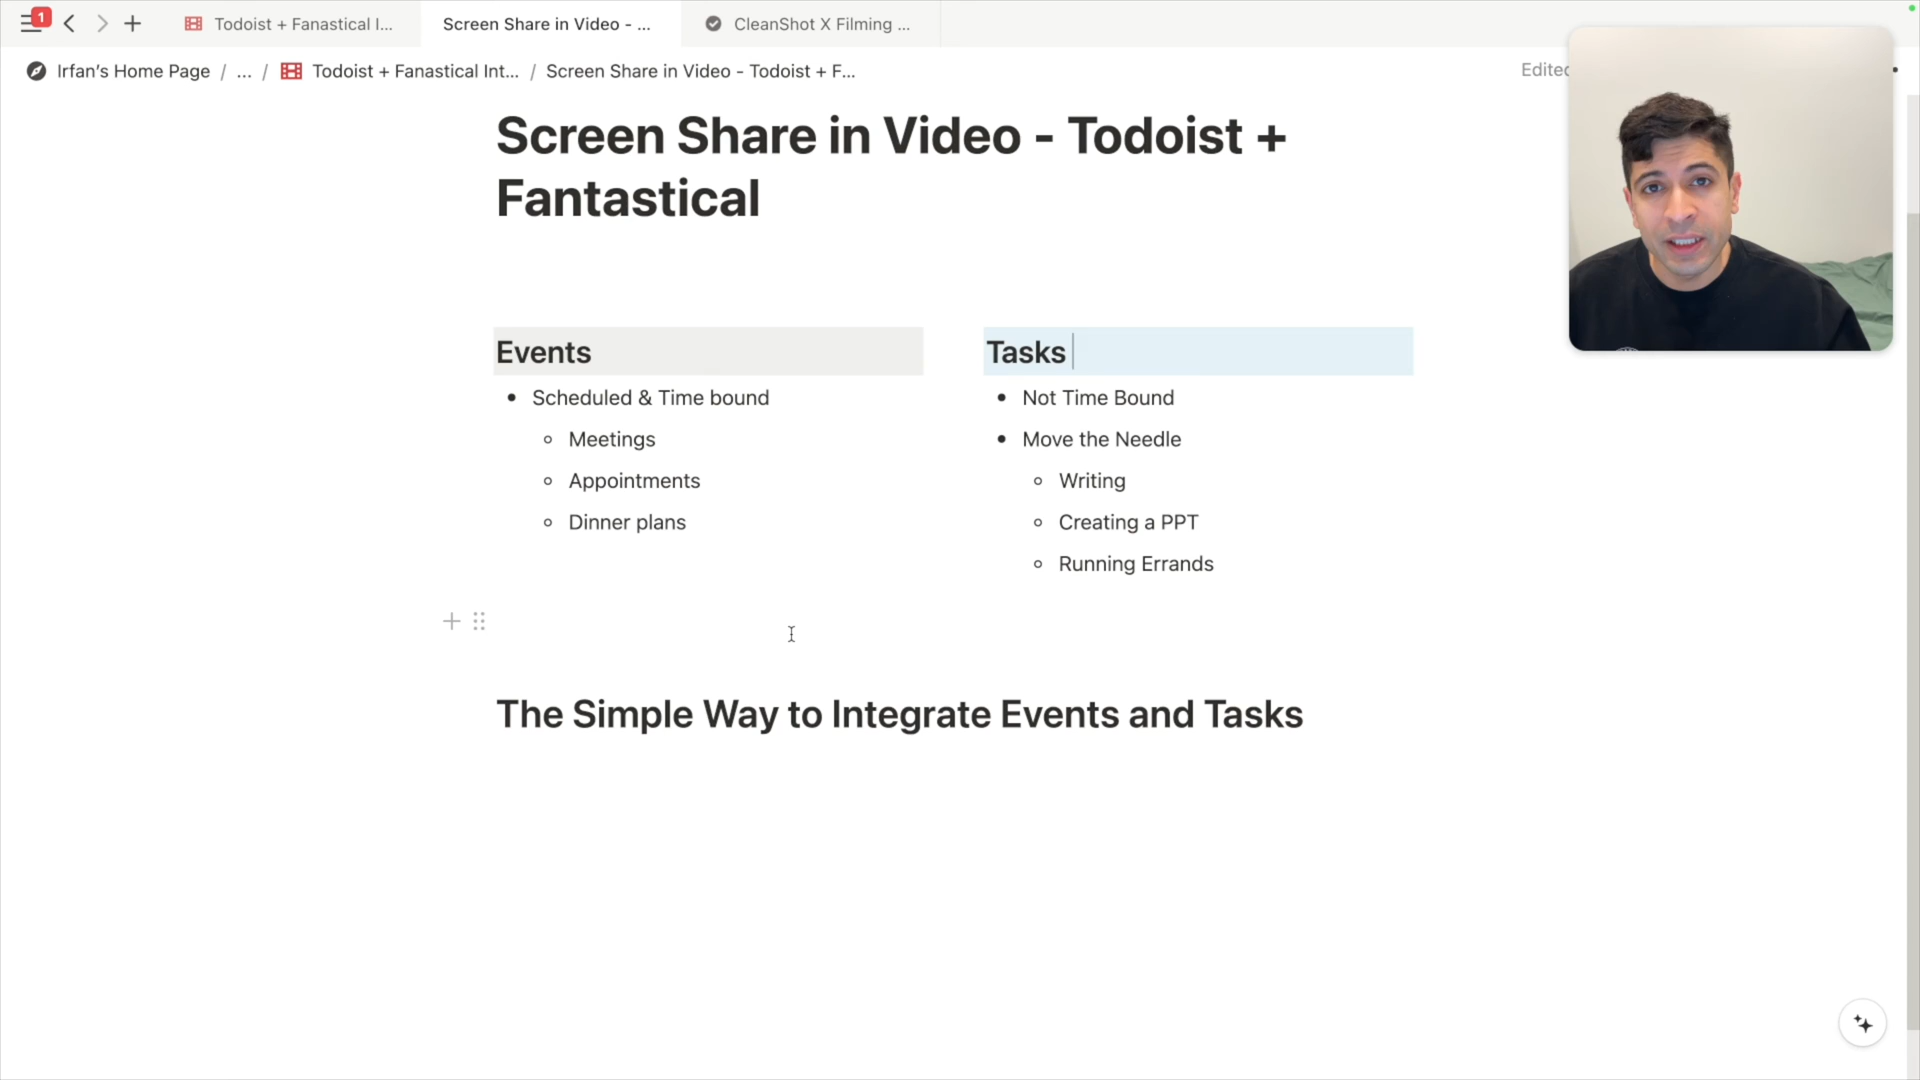 1
Todoist + Fanastical I...
Screen Share in Video - ...
CleanShot X Filming ...
Irfan's Home Page / ... / Todoist + Fanastical Int... / Screen Share in Video - Todoist + F...
Edited
Screen Share in Video - Todoist +
Fantastical
Events
Scheduled & Time bound
Meetings
Appointments
Dinner plans
Tasks
Not Time Bound
Move the Needle
Writing
Creating a PPT
Running Errands
The Simple Way to Integrate Events and Tasks